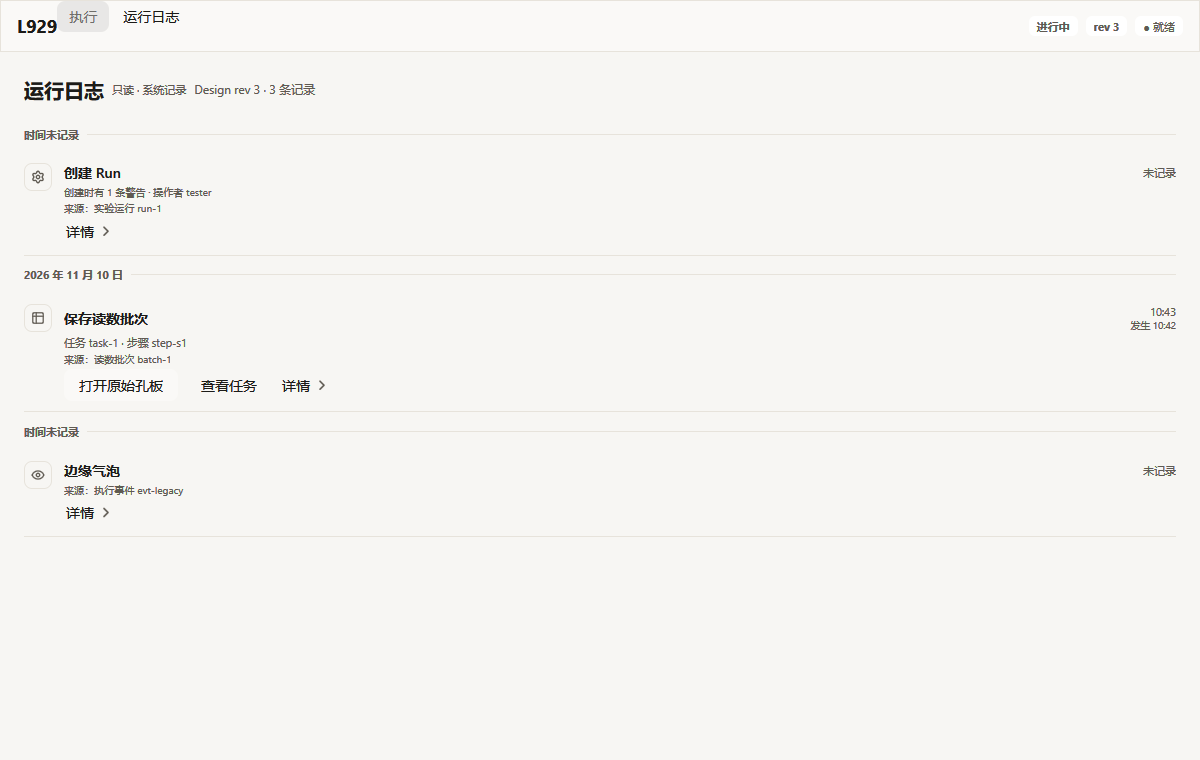 L929 执行 运行日志 进行中 rev 3 ● 就绪
运行日志 只读 · 系统记录 Design rev 3 · 3 条记录
时间未记录
创建 Run 未记录
创建时有 1 条警告 · 操作者 tester
来源：实验运行 run-1
详情
2026 年 11 月 10 日
保存读数批次 10:43
发生 10:42
任务 task-1 · 步骤 step-s1
来源：读数批次 batch-1
打开原始孔板 查看任务 详情
时间未记录
边缘气泡 未记录
来源：执行事件 evt-legacy
详情